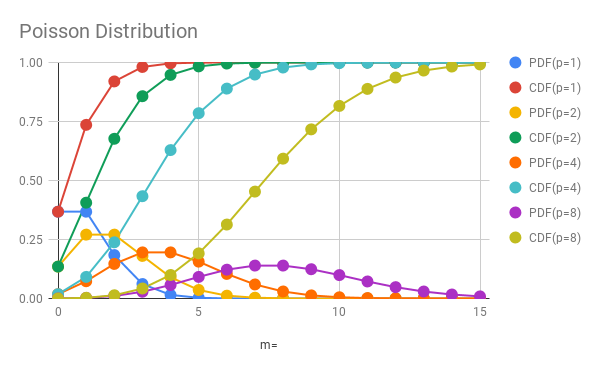 Poisson Distribution
1.00
0.75
0.50
0.25
0.00
0
5
10
15
m=
PDF(p=1)
CDF(p=1)
PDF(p=2)
CDF(p=2)
PDF(p=4)
CDF(p=4)
PDF(p=8)
CDF(p=8)